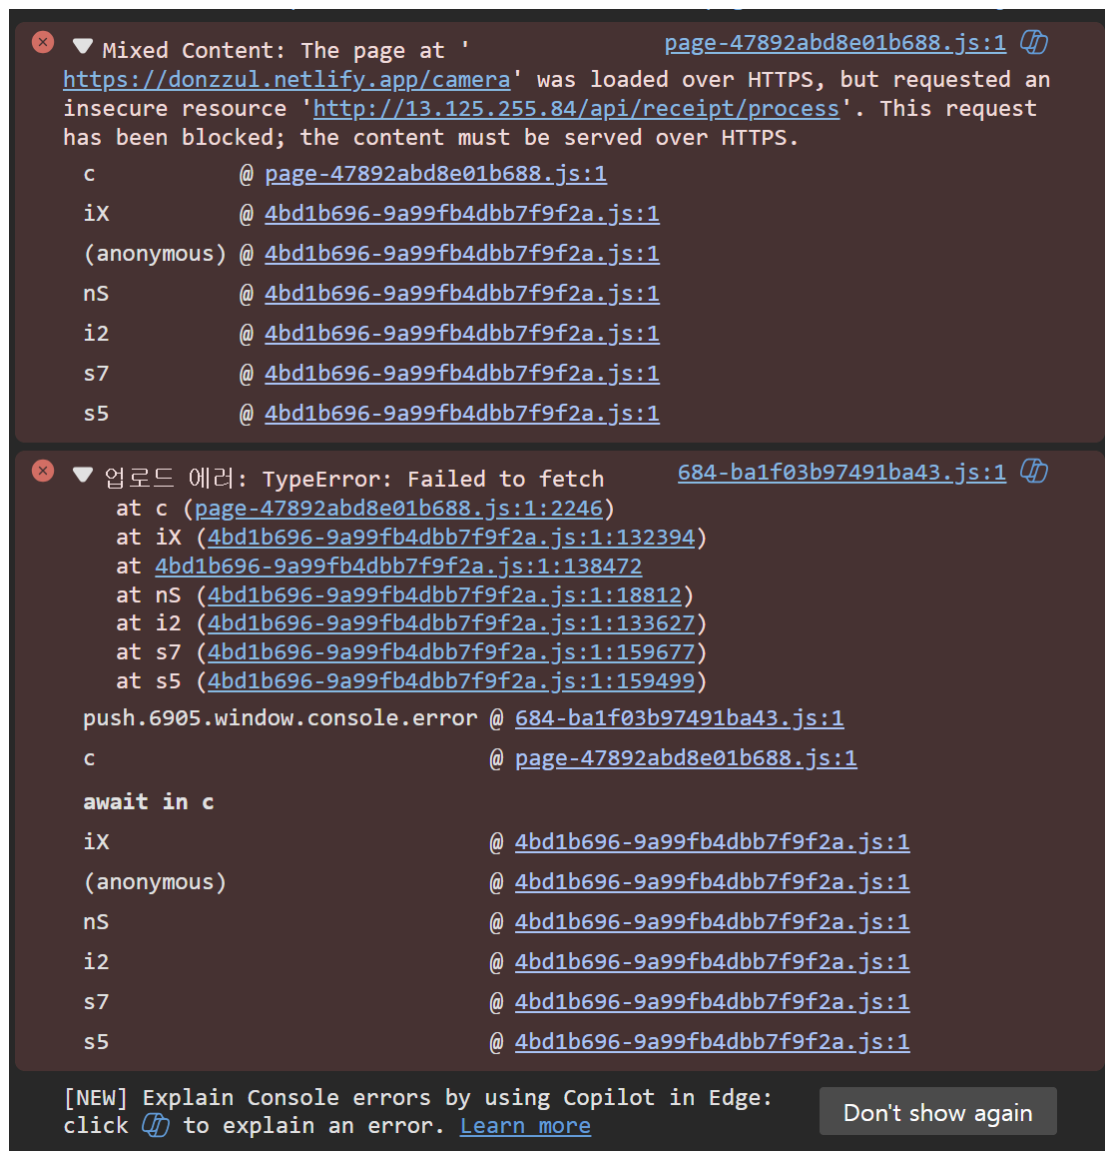 Mixed Content: The page at ' page-47892abd8e01b688.js:1
https://donzzul.netlify.app/camera' was loaded over HTTPS, but requested an
insecure resource 'http://13.125.255.84/api/receipt/process'. This request
has been blocked; the content must be served over HTTPS.
c @ page-47892abd8e01b688.js:1
iX @ 4bd1b696-9a99fb4dbb7f9f2a.js:1
(anonymous) @ 4bd1b696-9a99fb4dbb7f9f2a.js:1
nS @ 4bd1b696-9a99fb4dbb7f9f2a.js:1
i2 @ 4bd1b696-9a99fb4dbb7f9f2a.js:1
s7 @ 4bd1b696-9a99fb4dbb7f9f2a.js:1
s5 @ 4bd1b696-9a99fb4dbb7f9f2a.js:1
업로드 에러: TypeError: Failed to fetch 684-ba1f03b97491ba43.js:1
at c (page-47892abd8e01b688.js:1:2246)
at iX (4bd1b696-9a99fb4dbb7f9f2a.js:1:132394)
at 4bd1b696-9a99fb4dbb7f9f2a.js:1:138472
at nS (4bd1b696-9a99fb4dbb7f9f2a.js:1:18812)
at i2 (4bd1b696-9a99fb4dbb7f9f2a.js:1:133627)
at s7 (4bd1b696-9a99fb4dbb7f9f2a.js:1:159677)
at s5 (4bd1b696-9a99fb4dbb7f9f2a.js:1:159499)
push.6905.window.console.error @ 684-ba1f03b97491ba43.js:1
c @ page-47892abd8e01b688.js:1
await in c
iX @ 4bd1b696-9a99fb4dbb7f9f2a.js:1
(anonymous) @ 4bd1b696-9a99fb4dbb7f9f2a.js:1
nS @ 4bd1b696-9a99fb4dbb7f9f2a.js:1
i2 @ 4bd1b696-9a99fb4dbb7f9f2a.js:1
s7 @ 4bd1b696-9a99fb4dbb7f9f2a.js:1
s5 @ 4bd1b696-9a99fb4dbb7f9f2a.js:1
[NEW] Explain Console errors by using Copilot in Edge:
click to explain an error. Learn more
Don't show again